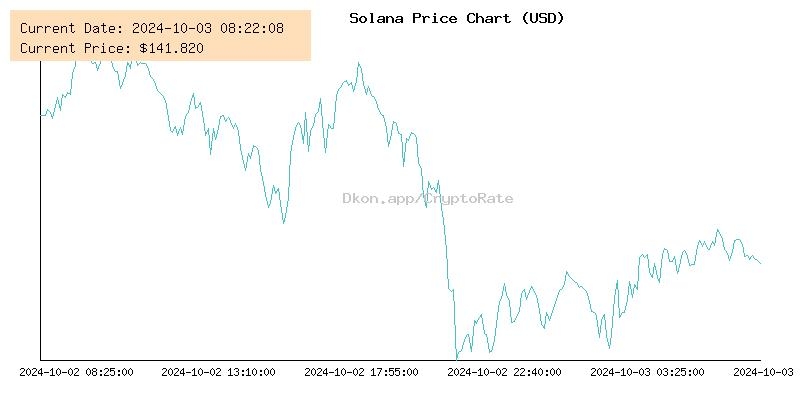 Solana Price Chart (USD)
Current Date: 2024-10-03 08:22:08
Current Price: $141.820
Dkon.app/CryptoRate
2024-10-02 08:25:00 2024-10-02 13:10:00 2024-10-02 17:55:00 2024-10-02 22:40:00 2024-10-03 03:25:00 2024-10-03